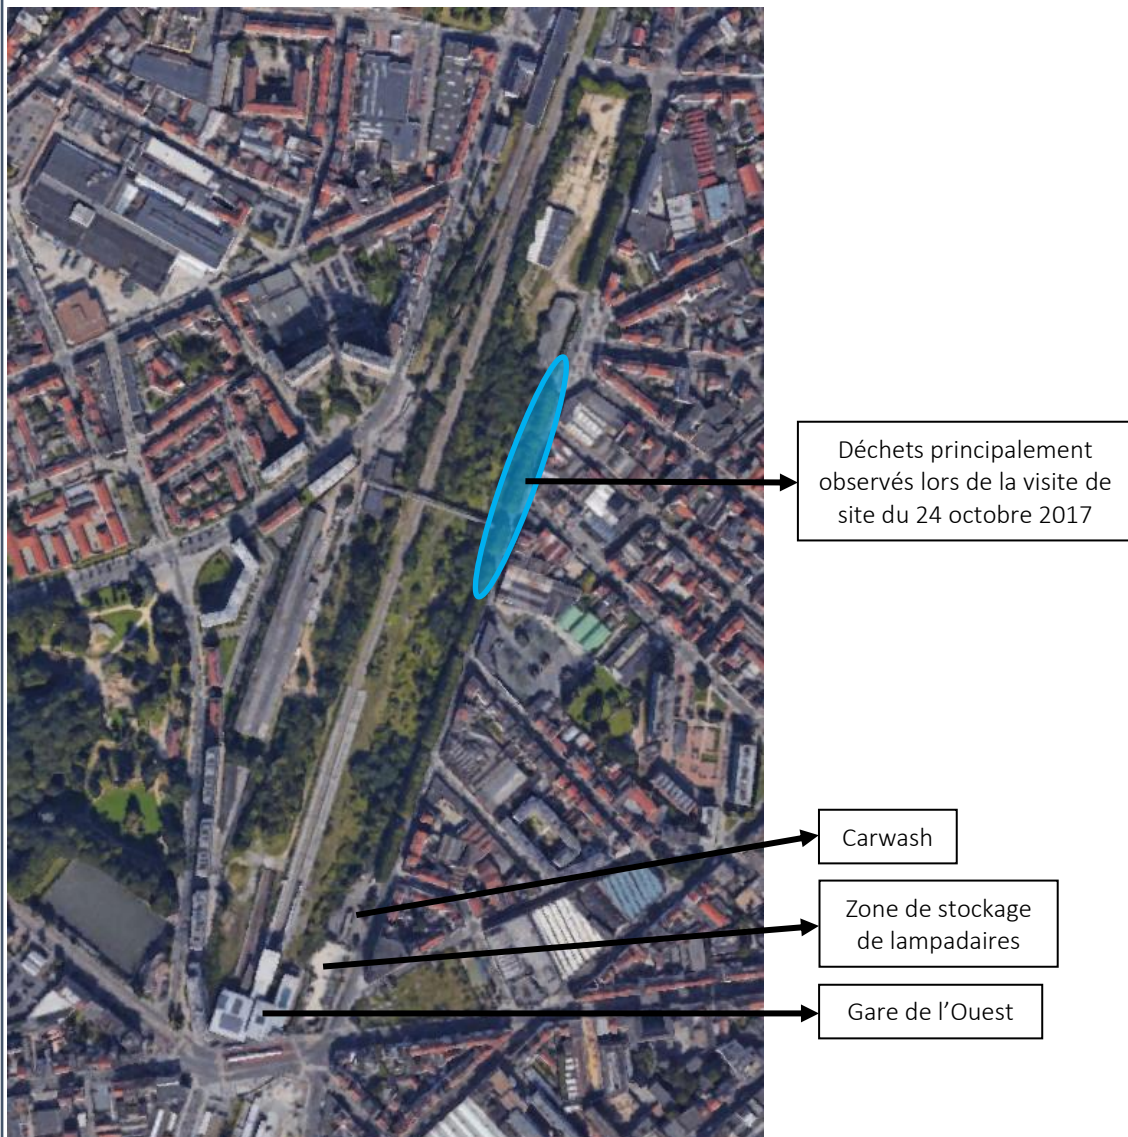 Déchets principalement
observés lors de la visite de
site du 24 octobre 2017
Carwash
Zone de stockage
de lampadaires
Gare de l’Ouest